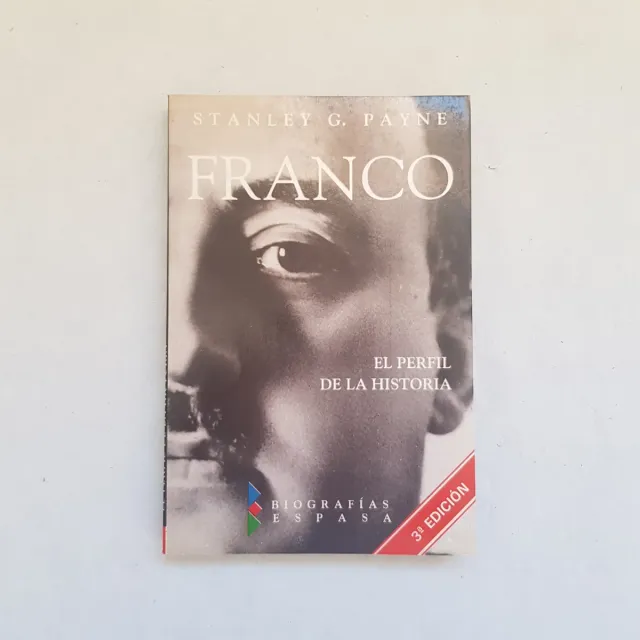 STANLEY G. PAYNE
FRANCO
EL PERFIL
DE LA HISTORIA
BIOGRAFÍAS
ESPASA
3ª EDICIÓN